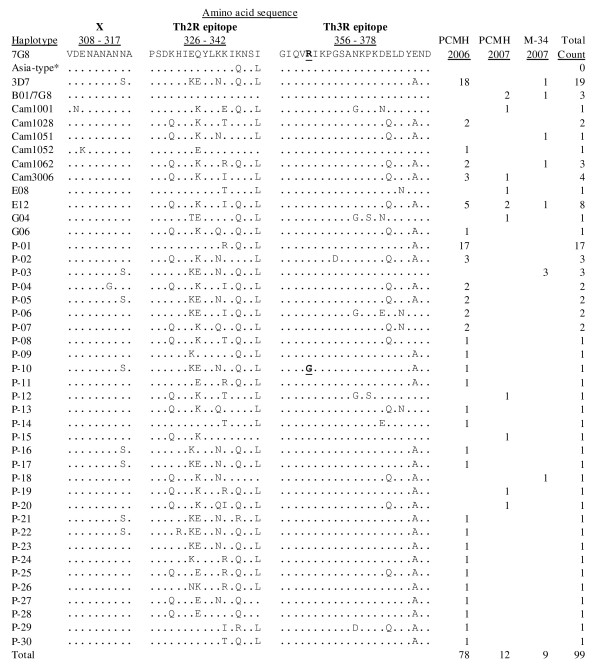 Amino acid sequence
X Th2R epitope Th3R epitope PCMH PCMH M-34 Total
Haplotype 308 - 317 326 - 342 356 - 378 2006 2007 2007 Count
7G8 VDENANANNA PSDKHIEQYLKKIKNSI GIQVRIKPGSANKPKDELDYEND
Asia-type* .......... .............Q..L ....................... 0
3D7 ........S. ......KE..N..Q..L ....................A.. 18 1 19
B01/7G8 .......... ................. ....................... 2 1 3
Cam1001 .N........ .......K...E.Q..L ...........G...N....... 1 1
Cam1028 .......... ...Q...K...T.Q..L ................Q...A.. 2 2
Cam1051 .......... ...Q...E..N..Q..L ................Q...A.. 1 1
Cam1052 ..K....... .......E......... ....................... 1 1
Cam1062 .......... ...Q...K...R.Q..L ................Q...A.. 2 1 3
Cam3006 .......... ...Q...K...I.Q..L ................Q...A.. 3 1 4
E08 .......... ...........T..... ..................N.... 1 1
E12 .......... ...Q...K...I.Q..L ....................A.. 5 2 1 8
G04 .......... ......TE......... ...........G.S.N....... 1 1
G06 .......... ...Q...K..Q..Q..L ................Q...A.. 1 1
P-01 .......... ...........R.Q..L ....................... 17 17
P-02 .......... ...Q...K.....Q..L ........D...........A.. 3 3
P-03 ........S. ......KE..N..Q..L ....................... 3 3
P-04 ......G... ...Q...K...I.Q..L ....................A.. 2 2
P-05 ........S. ......KE..N..Q..L ................Q...A.. 2 2
P-06 .......... ...Q...K...I.Q..L ...........G...E..N.... 2 2
P-07 .......... ...Q...K..Q..Q..L ................Q.N.... 2 2
P-08 .......... ...Q...K...T.Q..L ....................... 1 1
P-09 .......... ......K......Q..L ....................A.. 1 1
P-10 ........S. ......KE..N..Q..L ....G...............A.. 1 1
P-11 .......... .......E...R.Q..L ....................A.. 1 1
P-12 .......... ...Q...K...T.Q..L ...........G.S......... 1 1
P-13 .......... ...Q...K..Q..Q..L ................Q.N.... 1 1
P-14 .......... ...........T.Q..L ...............E....... 1 1
P-15 .......... ...Q...K......... ....................... 1 1
P-16 ........S. ......K...N..Q..L ....................A.. 1 1
P-17 ........S. ......KE..N..Q..L ....................A.. 1 1
P-18 .......... ...Q...K..N.....L ................Q...A.. 1 1
P-19 .......... ...Q...K...R.Q..L ....................A.. 1 1
P-20 .......... ...Q...K..QI.Q..L ....................A.. 1 1
P-21 ........S. ......KE..N..R..L ....................A.. 1 1
P-22 ........S. ....R.KE..N..Q..L ....................A.. 1 1
P-23 .......... ......KE..N..Q..L ....................A.. 1 1
P-24 .......... ......K....R.Q..L ....................A.. 1 1
P-25 .......... ...Q...E...R.Q..L ................Q...A.. 1 1
P-26 .......... ......NK...R.Q..L ....................A.. 1 1
P-27 .......... ...Q...E..N..Q..L ....................A.. 1 1
P-28 .......... ...Q...E.....Q..L ....................A.. 1 1
P-29 .......... ...........I.R..L ...........D....Q...A.. 1 1
P-30 .......... ...........T.Q..L ....................A.. 1 1
Total 78 12 9 99